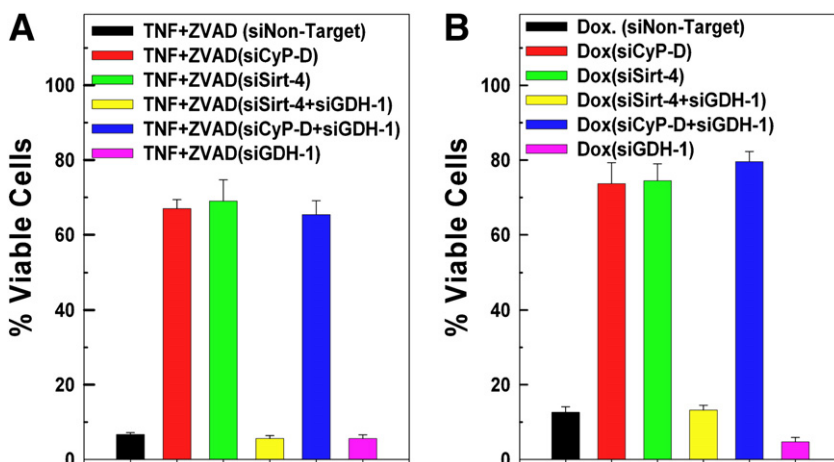 A
TNF+ZVAD (siNon-Target)
TNF+ZVAD(siCyP-D)
TNF+ZVAD(siSirt-4)
TNF+ZVAD(siSirt-4+siGDH-1)
TNF+ZVAD(siCyP-D+siGDH-1)
TNF+ZVAD(siGDH-1)
% Viable Cells
100
80
60
40
20
0
B
Dox. (siNon-Target)
Dox(siCyP-D)
Dox(siSirt-4)
Dox(siSirt-4+siGDH-1)
Dox(siCyP-D+siGDH-1)
Dox(siGDH-1)
% Viable Cells
100
80
60
40
20
0